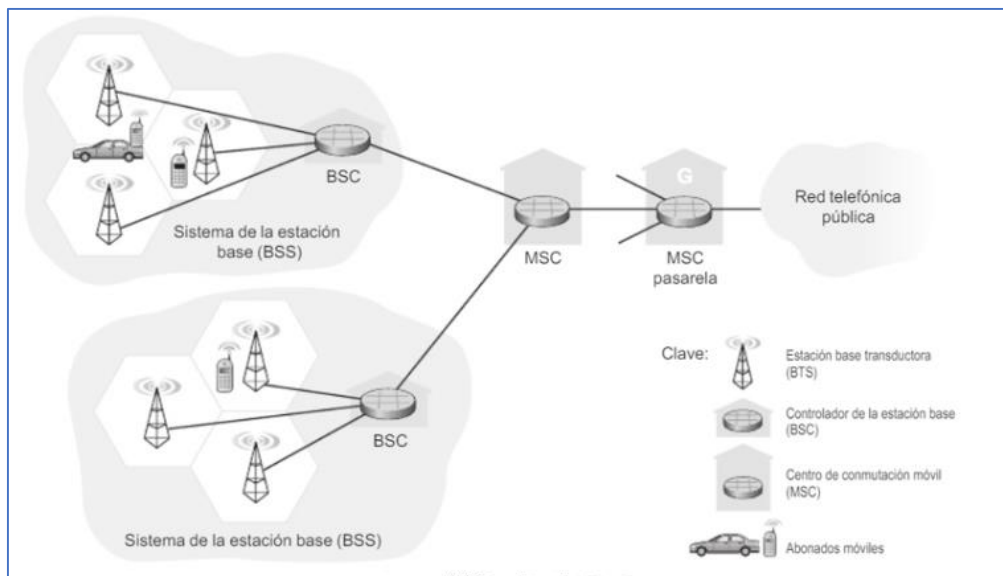 BSC
Sistema de la estación
base (BSS)
MSC
G
MSC
pasarela
Red telefónica
pública
BSC
Sistema de la estación base (BSS)
Clave:
Estación base transductora
(BTS)
Controlador de la estación base
(BSC)
Centro de conmutación móvil
(MSC)
Abonados móviles